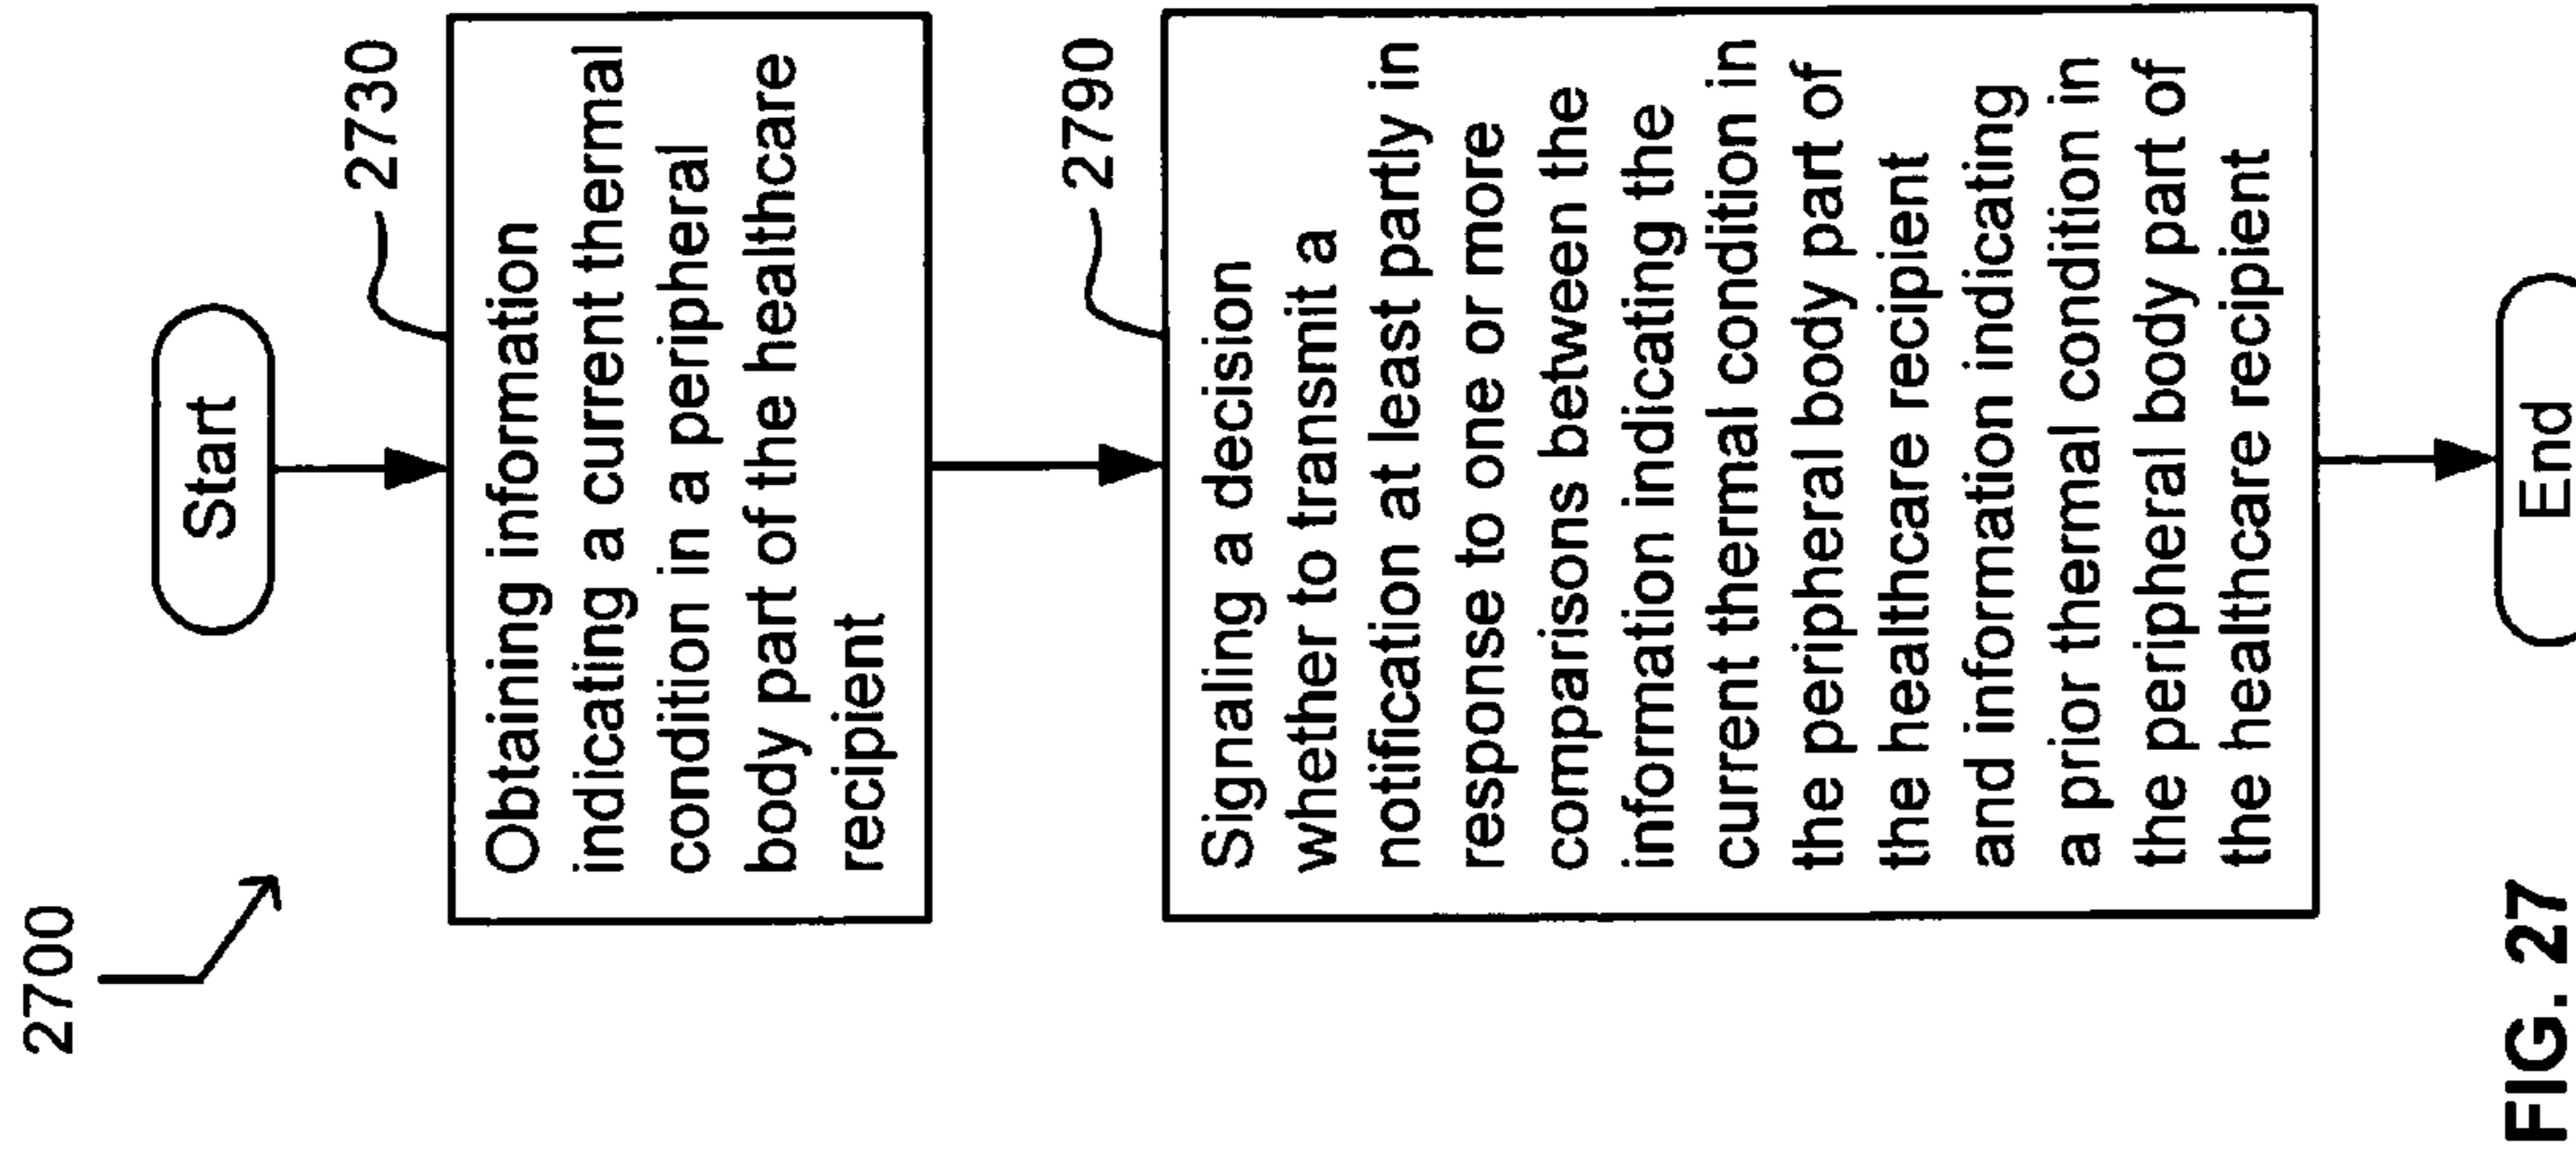 2700
Start
2730
Obtaining information
indicating a current thermal
condition in a peripheral
body part of the healthcare
recipient
2790
Signaling a decision
whether to transmit a
notification at least partly in
response to one or more
comparisons between the
information indicating the
current thermal condition in
the peripheral body part of
the healthcare recipient
and information indicating
a prior thermal condition in
the peripheral body part of
the healthcare recipient
End
FIG. 27